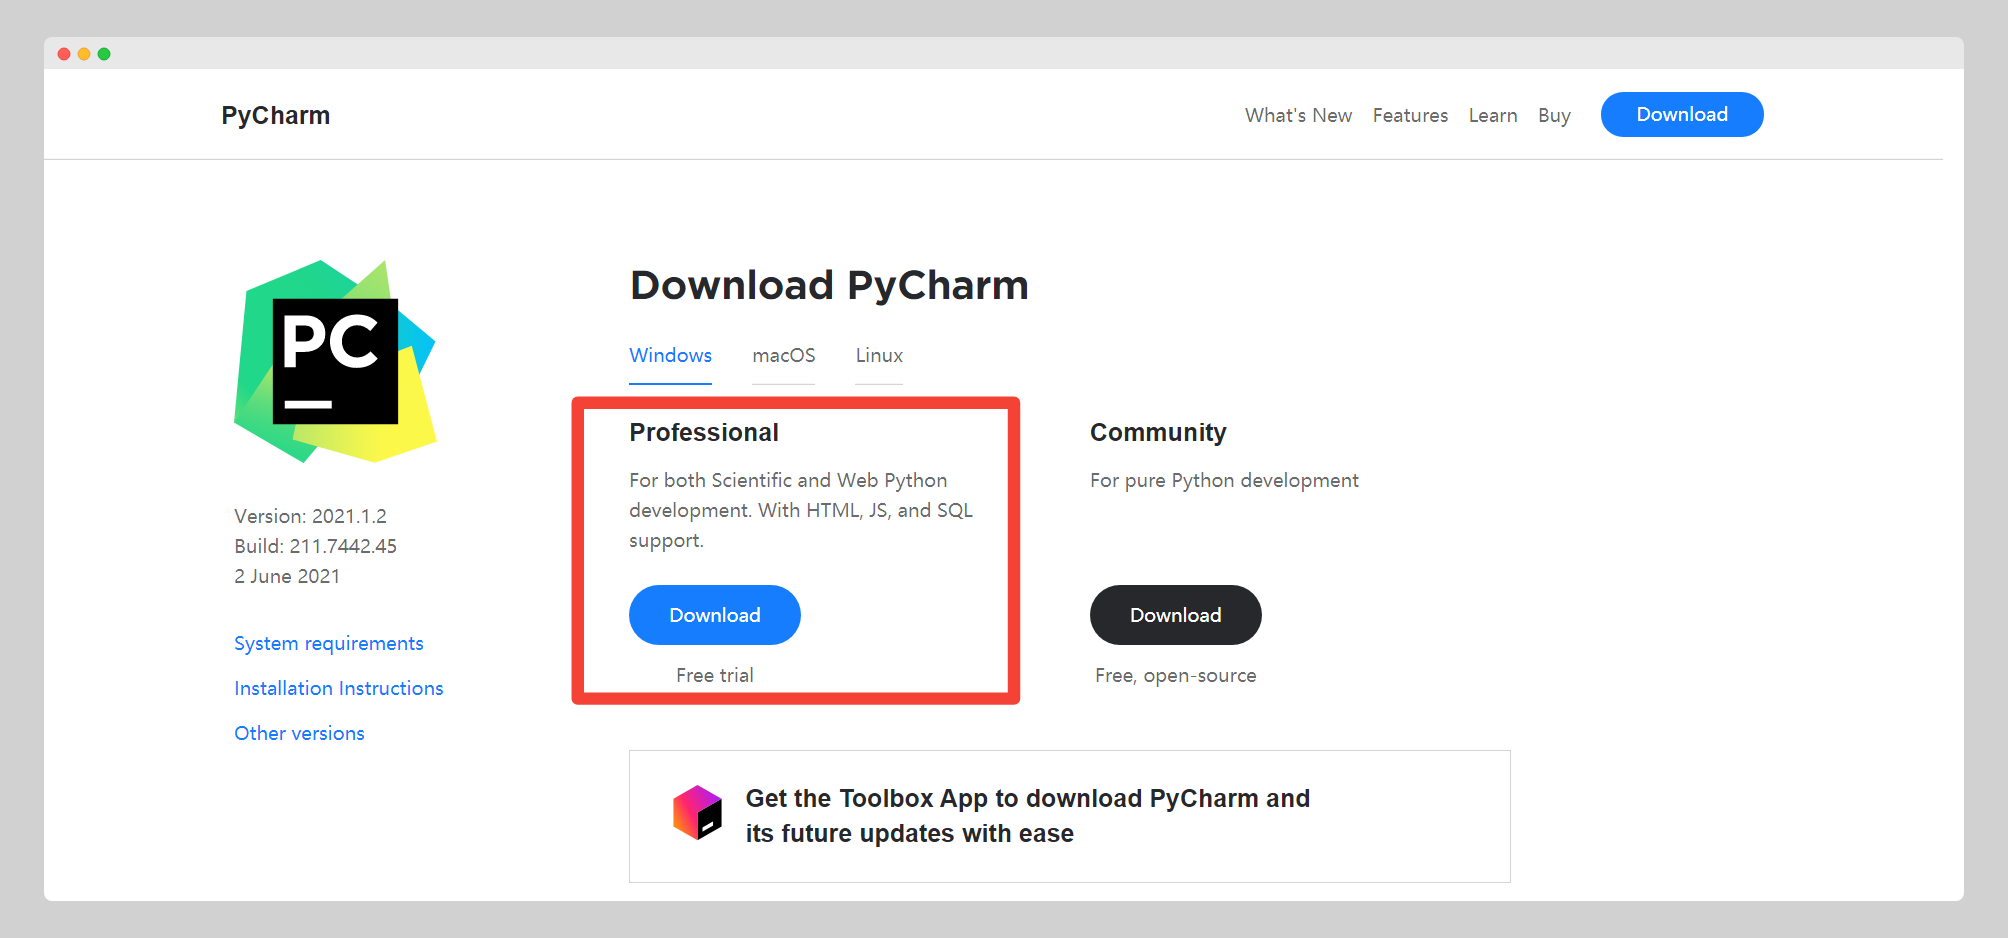 PyCharm
What's New Features Learn Buy Download
PC
Version: 2021.1.2
Build: 211.7442.45
2 June 2021
System requirements
Installation Instructions
Other versions
Download PyCharm
Windows macOS Linux
Professional
For both Scientific and Web Python
development. With HTML, JS, and SQL
support.
Download
Free trial
Community
For pure Python development
Download
Free, open-source
Get the Toolbox App to download PyCharm and
its future updates with ease